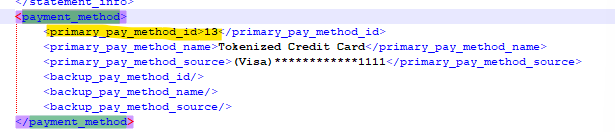 </statement_info>
<payment_method>
<primary_pay_method_id>13</primary_pay_method_id>
<primary_pay_method_name>Tokenized Credit Card</primary_pay_method_name>
<primary_pay_method_source>(Visa)************1111</primary_pay_method_source>
<backup_pay_method_id/>
<backup_pay_method_name/>
<backup_pay_method_source/>
</payment_method>